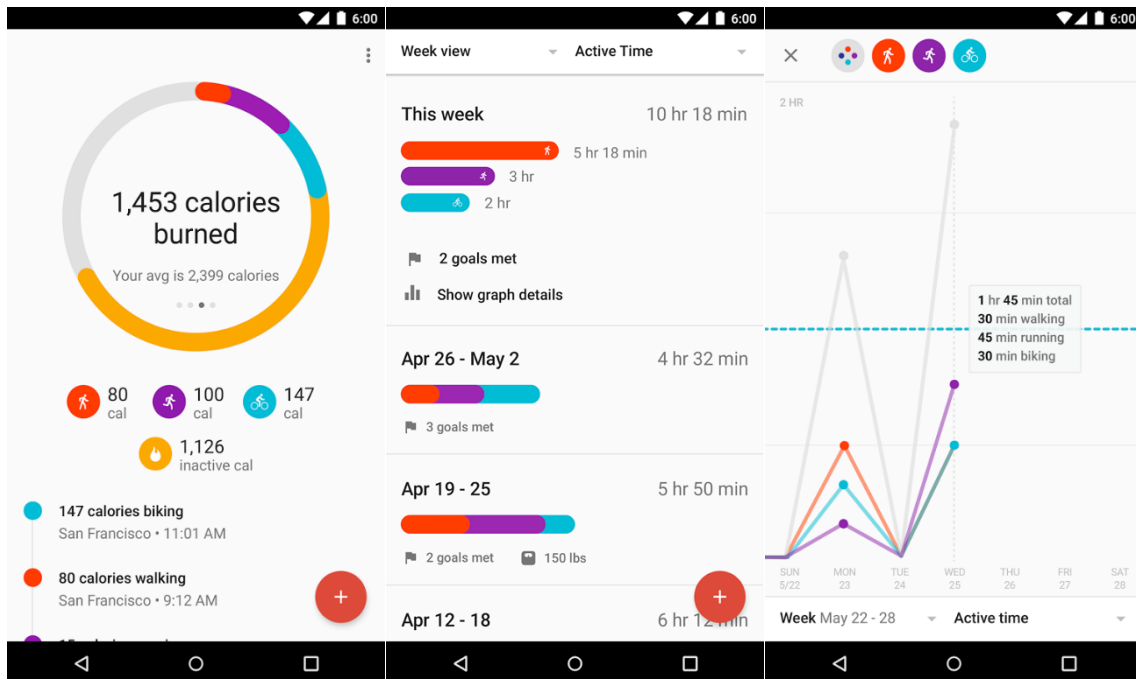 6:00
1,453 calories
burned
Your avg is 2,399 calories
80
cal
100
cal
147
cal
1,126
inactive cal
147 calories biking
San Francisco • 11:01 AM
80 calories walking
San Francisco • 9:12 AM
+
6:00
Week view
Active Time
This week
10 hr 18 min
5 hr 18 min
3 hr
2 hr
2 goals met
Show graph details
Apr 26 - May 2
4 hr 32 min
3 goals met
Apr 19 - 25
5 hr 50 min
2 goals met
150 lbs
Apr 12 - 18
6 hr 12 min
+
6:00
2 HR
1 hr 45 min total
30 min walking
45 min running
30 min biking
SUN MON TUE WED THU FRI SAT
5/22 23 24 25 26 27 28
Week May 22 - 28
Active time